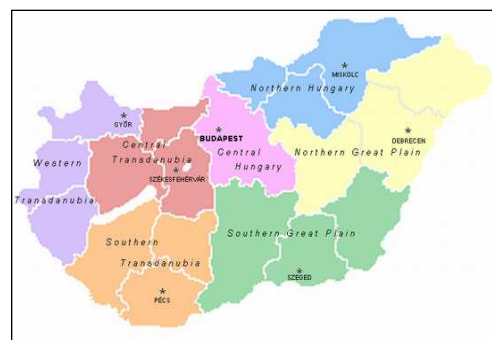 *
MISKOLC
Northern Hungary
*
GYŐR
*
BUDAPEST
*
DEBRECEN
Central
Transdanubia
Northern Great Plain
Central
Hungary
Western
Transdanubia
*
SZÉKESFEHÉRVÁR
Southern
Transdanubia
Southern Great Plain
*
SZEGED
*
PÉCS